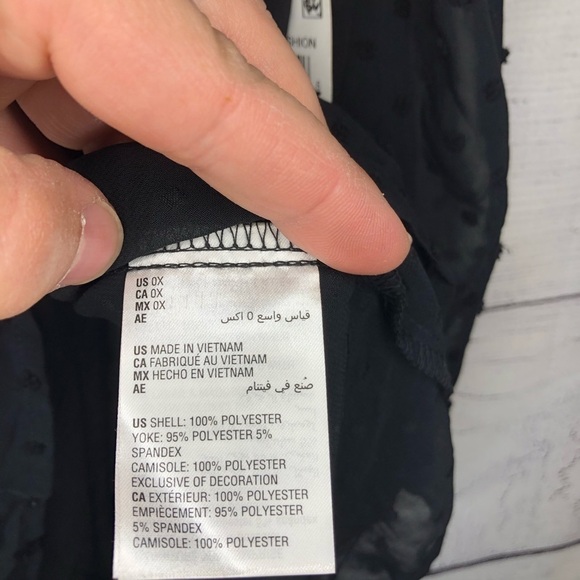 SHION
US 0X
CA 0X
MX 0X
AE قياس واسع 0 اكس
US MADE IN VIETNAM
CA FABRIQUÉ AU VIETNAM
MX HECHO EN VIETNAM
AE صُنع في فيتنام
US SHELL: 100% POLYESTER
YOKE: 95% POLYESTER 5%
SPANDEX
CAMISOLE: 100% POLYESTER
EXCLUSIVE OF DECORATION
CA EXTÉRIEUR: 100% POLYESTER
EMPIÈCEMENT: 95% POLYESTER
5% SPANDEX
CAMISOLE: 100% POLYESTER